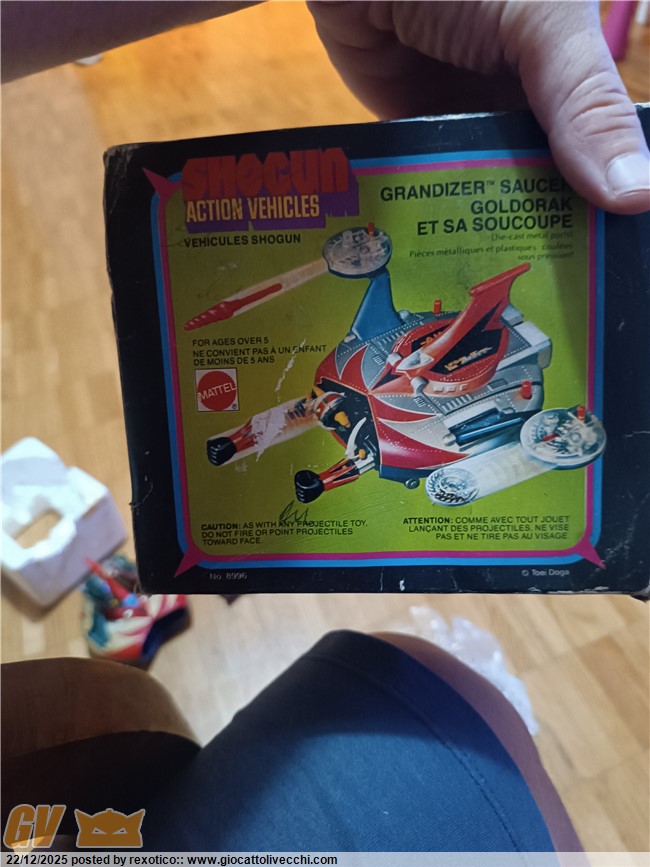 SHOGUN
ACTION VEHICLES
VEHICULES SHOGUN
GRANDIZER™ SAUCER
GOLDORAK
ET SA SOUCOUPE
(Die-cast metal parts)
Pièces métalliques et plastiques coulées
sous pression
FOR AGES OVER 5
NE CONVIENT PAS À UN ENFANT
DE MOINS DE 5 ANS
MATTEL
CAUTION: AS WITH ANY PROJECTILE TOY,
DO NOT FIRE OR POINT PROJECTILES
TOWARD FACE.
ATTENTION: COMME AVEC TOUT JOUET
LANÇANT DES PROJECTILES, NE VISE
PAS ET NE TIRE PAS AU VISAGE
No. 8996
© Toei Doga
GV
22/12/2025 posted by rexotico:: www.giocattolivecchi.com